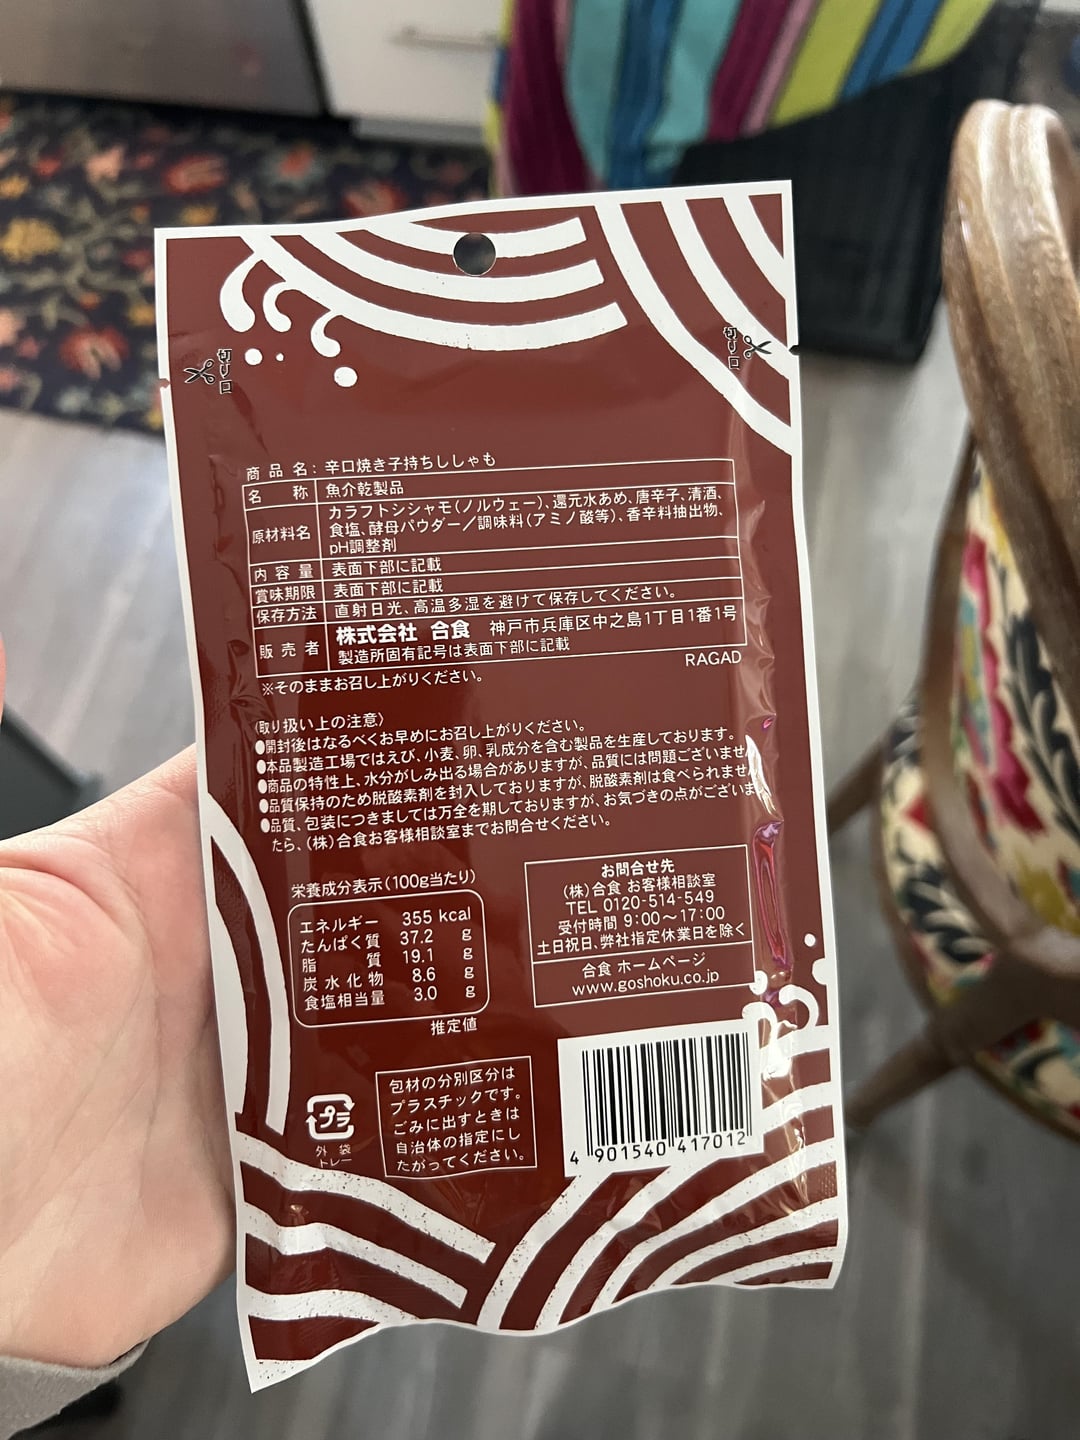 切り口
切り口
商品名：辛口焼き子持ちししゃも
名称 魚介乾製品
原材料名 カラフトシシャモ(ノルウェー)、還元水あめ、唐辛子、清酒、
食塩、酵母パウダー／調味料(アミノ酸等)、香辛料抽出物、
pH調整剤
内容量 表面下部に記載
賞味期限 表面下部に記載
保存方法 直射日光、高温多湿を避けて保存してください。
販売者 株式会社 合食 神戸市兵庫区中之島1丁目1番1号
製造所固有記号は表面下部に記載
RAGAD
※そのままお召し上がりください。
〈取り扱い上の注意〉
●開封後はなるべくお早めにお召し上がりください。
●本品製造工場ではえび、小麦、卵、乳成分を含む製品を生産しております。
●商品の特性上、水分がしみ出る場合がありますが、品質には問題ございませ
●品質保持のため脱酸素剤を封入しておりますが、脱酸素剤は食べられませ
●品質、包装につきましては万全を期しておりますが、お気づきの点がございま
たら、(株)合食お客様相談室までお問合せください。
栄養成分表示(100g当たり)
エネルギー 355 kcal
たんぱく質 37.2 g
脂質 19.1 g
炭水化物 8.6 g
食塩相当量 3.0 g
推定値
お問合せ先
(株)合食 お客様相談室
TEL 0120-514-549
受付時間 9:00〜17:00
土日祝日、弊社指定休業日を除く
合食 ホームページ
www.goshoku.co.jp
プラ
外袋
トレー
包材の分別区分は
プラスチックです。
ごみに出すときは
自治体の指定にし
たがってください。
4 901540 417012